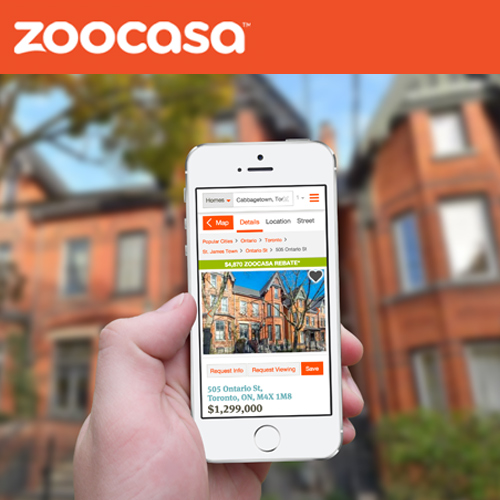 zoocasa™
Homes Cabbagetown, Tor
Map Details Location Street
Popular Cities > Ontario > Toronto >
St. James Town > Ontario St > 505 Ontario St
$4,870 ZOOCASA REBATE*
Request Info Request Viewing Save
505 Ontario St,
Toronto, ON, M4X 1M8
$1,299,000